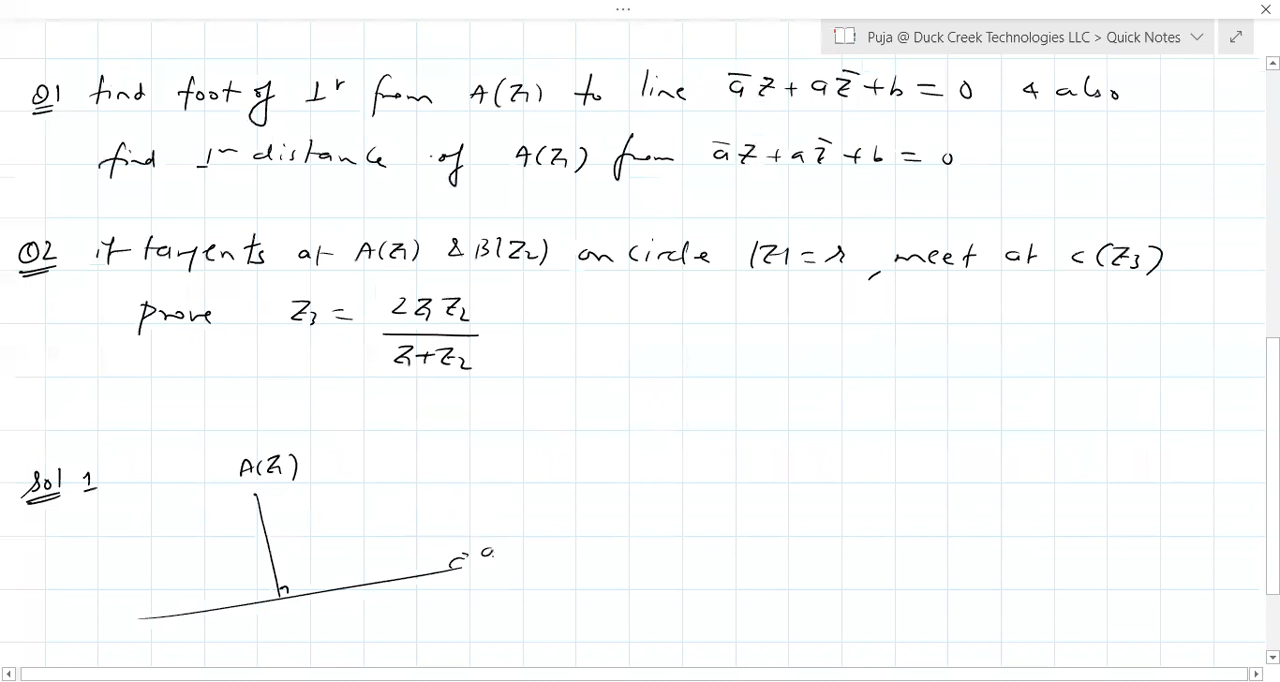 Puja @ Duck Creek Technologies LLC > Quick Notes
Q1 find foot of ⊥r from A(z₁) to line āz + az̄ + b = 0 & also
find ⊥r distance of A(z₁) from āz + az̄ + b = 0
Q2 if tangents at A(z₁) & B(z₂) on circle |z| = r, meet at C(z₃)
prove z₃ = 2z₁z₂ / z₁+z₂
Sol 1
A(z₁)